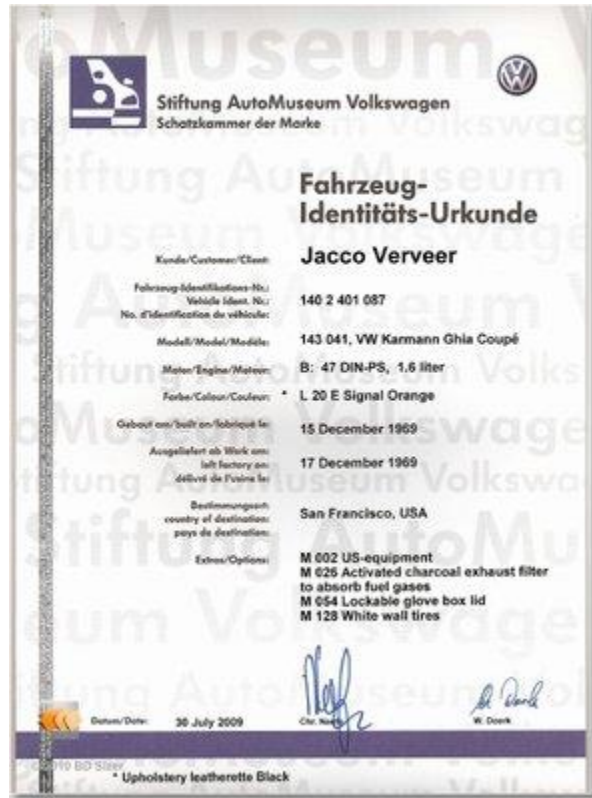 Stiftung AutoMuseum Volkswagen
Schatzkammer der Marke
Fahrzeug-
Identitäts-Urkunde
Kunde/Customer/Client: Jacco Verveer
Fahrzeug-Identifikations-Nr.:
Vehicle Ident. Nr.: 140 2 401 087
No. d'identification du véhicule:
Modell/Model/Modèle: 143 041, VW Karmann Ghia Coupé
Motor/Engine/Moteur: B: 47 DIN-PS, 1,6 liter
Farbe/Colour/Couleur: * L 20 E Signal Orange
Gebaut am/built on/fabriqué le: 15 December 1969
Ausgeliefert ab Werk am:
left factory on: 17 December 1969
délivré de l'usine le:
Bestimmungsort:
country of destination: San Francisco, USA
pays de destination:
Extras/Options: M 002 US-equipment
M 026 Activated charcoal exhaust filter
to absorb fuel gases
M 054 Lockable glove box lid
M 128 White wall tires
Datum/Date: 30 July 2009 Chr. W. Doerk
* Upholstery leatherette Black